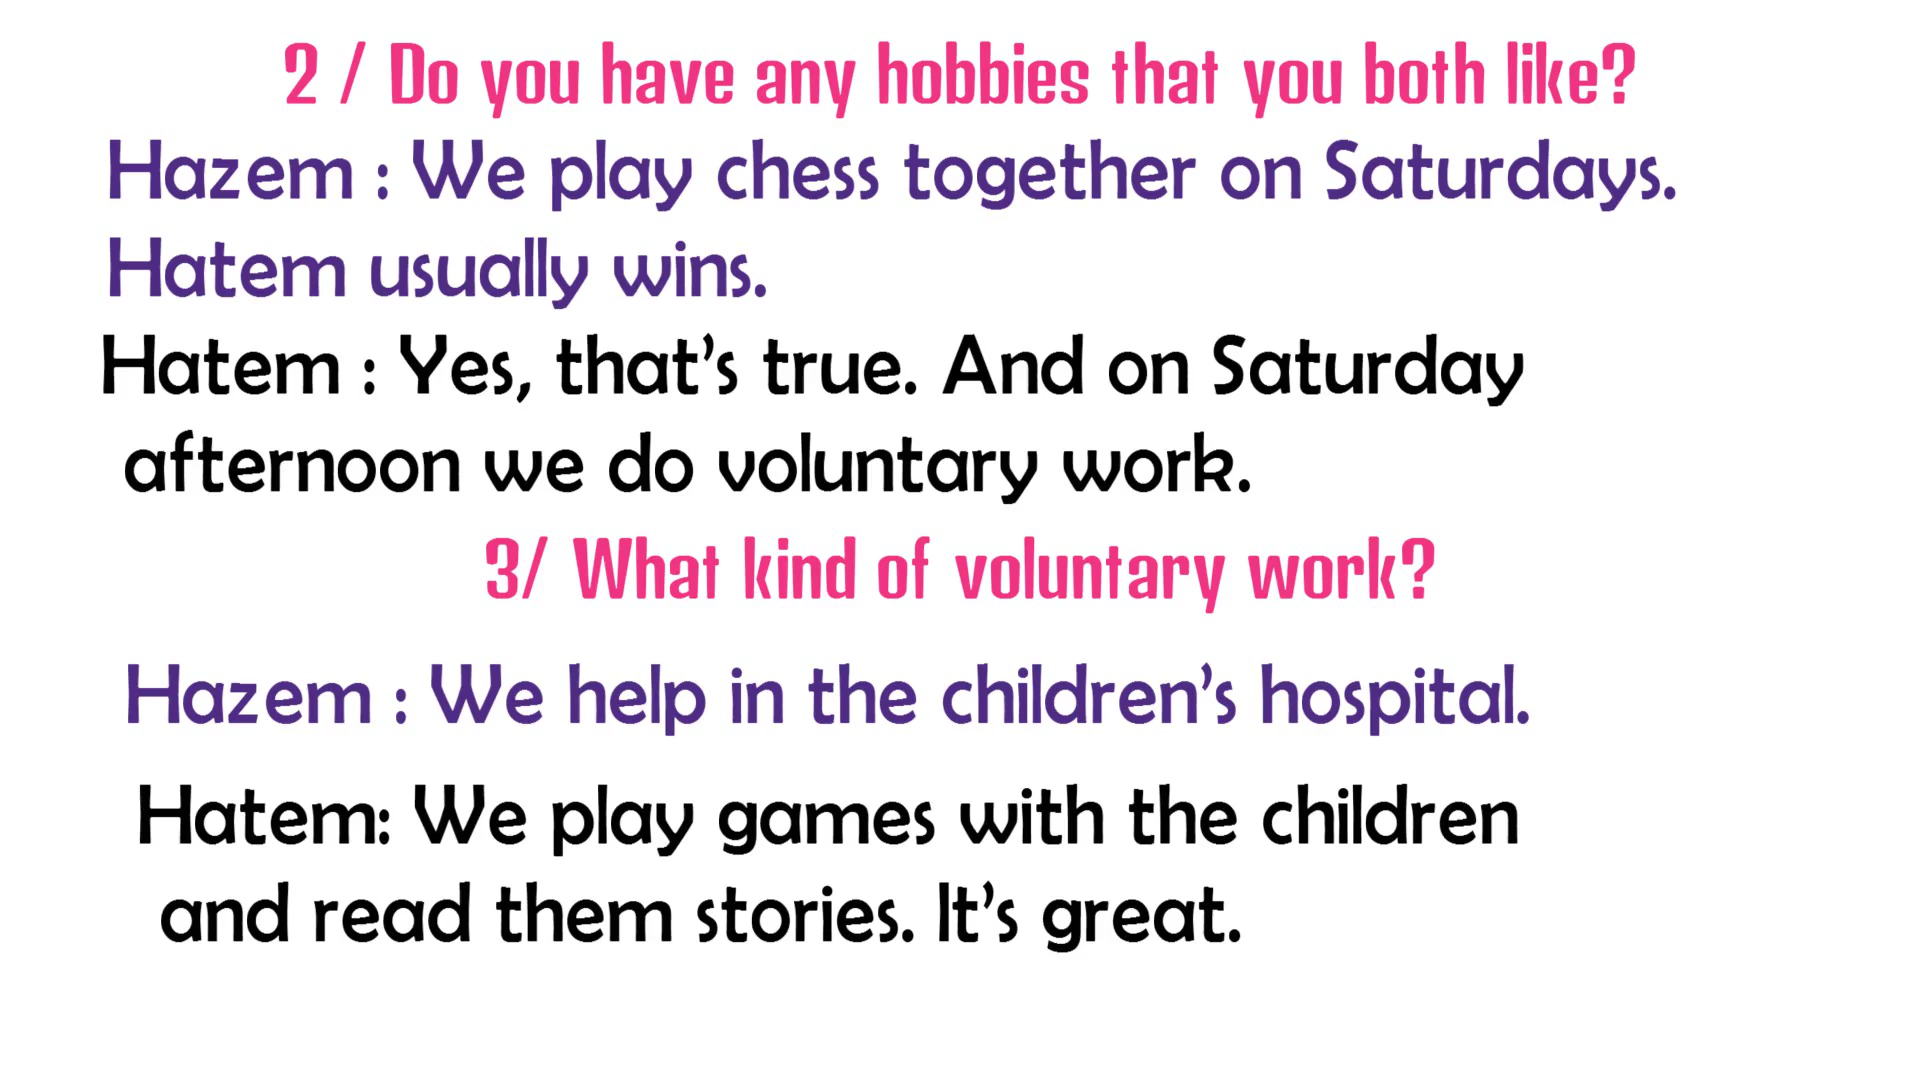 2 / Do you have any hobbies that you both like?
Hazem : We play chess together on Saturdays.
Hatem usually wins.
Hatem : Yes, that’s true. And on Saturday
afternoon we do voluntary work.
3/ What kind of voluntary work?
Hazem : We help in the children’s hospital.
Hatem: We play games with the children
and read them stories. It’s great.